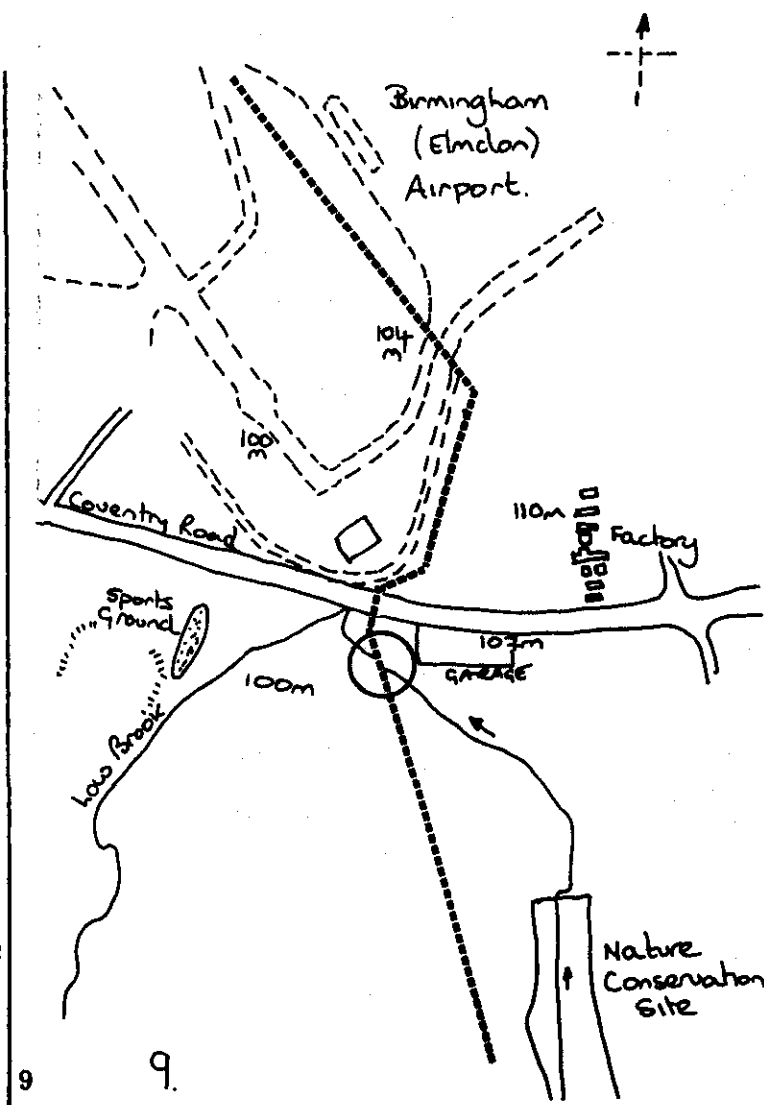 Birmingham
(Elmdon)
Airport.
104
m
100
m
Coventry Road
110m
Factory
Sports
Ground
107m
GARAGE
100m
Low Brook
Nature
Conservation
Site
9
9.